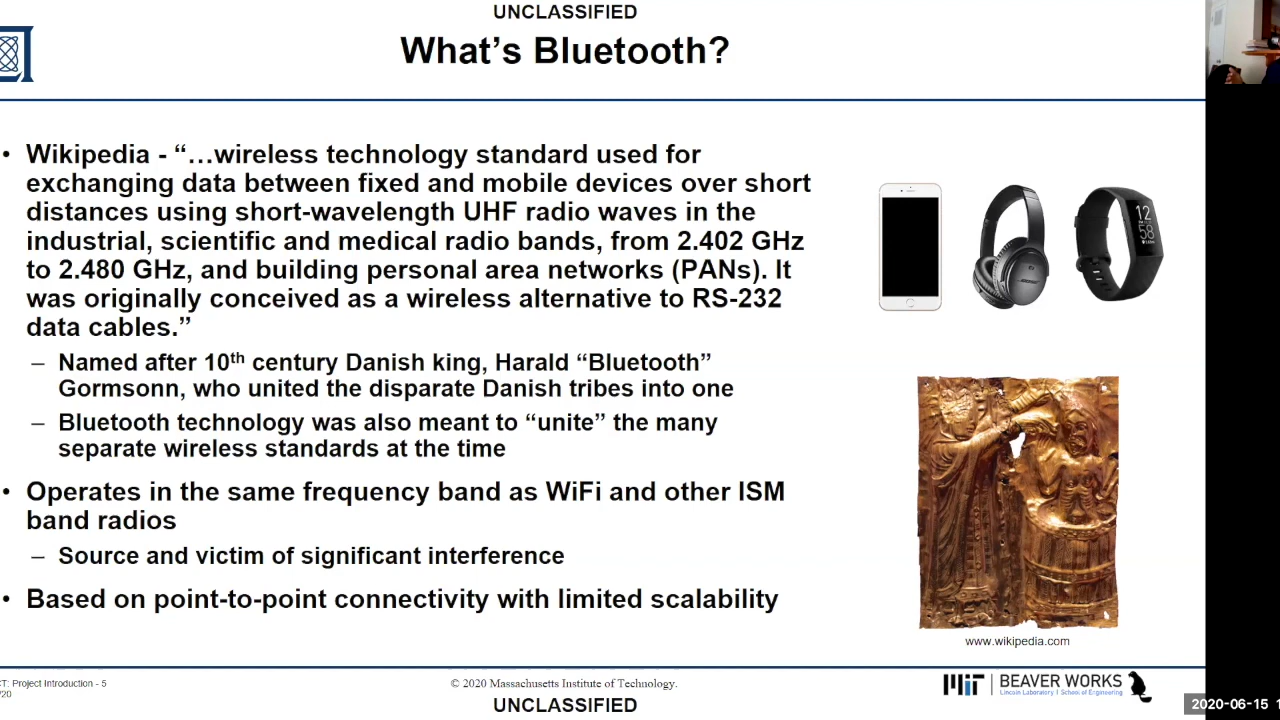 UNCLASSIFIED
What's Bluetooth?
• Wikipedia - “…wireless technology standard used for
exchanging data between fixed and mobile devices over short
distances using short-wavelength UHF radio waves in the
industrial, scientific and medical radio bands, from 2.402 GHz
to 2.480 GHz, and building personal area networks (PANs). It
was originally conceived as a wireless alternative to RS-232
data cables.”
– Named after 10th century Danish king, Harald “Bluetooth”
Gormsonn, who united the disparate Danish tribes into one
– Bluetooth technology was also meant to “unite” the many
separate wireless standards at the time
• Operates in the same frequency band as WiFi and other ISM
band radios
– Source and victim of significant interference
• Based on point-to-point connectivity with limited scalability
12
58
www.wikipedia.com
CT: Project Introduction - 5
/20
© 2020 Massachusetts Institute of Technology.
UNCLASSIFIED
MIT | BEAVER WORKS
Lincoln Laboratory | School of Engineering
2020-06-15